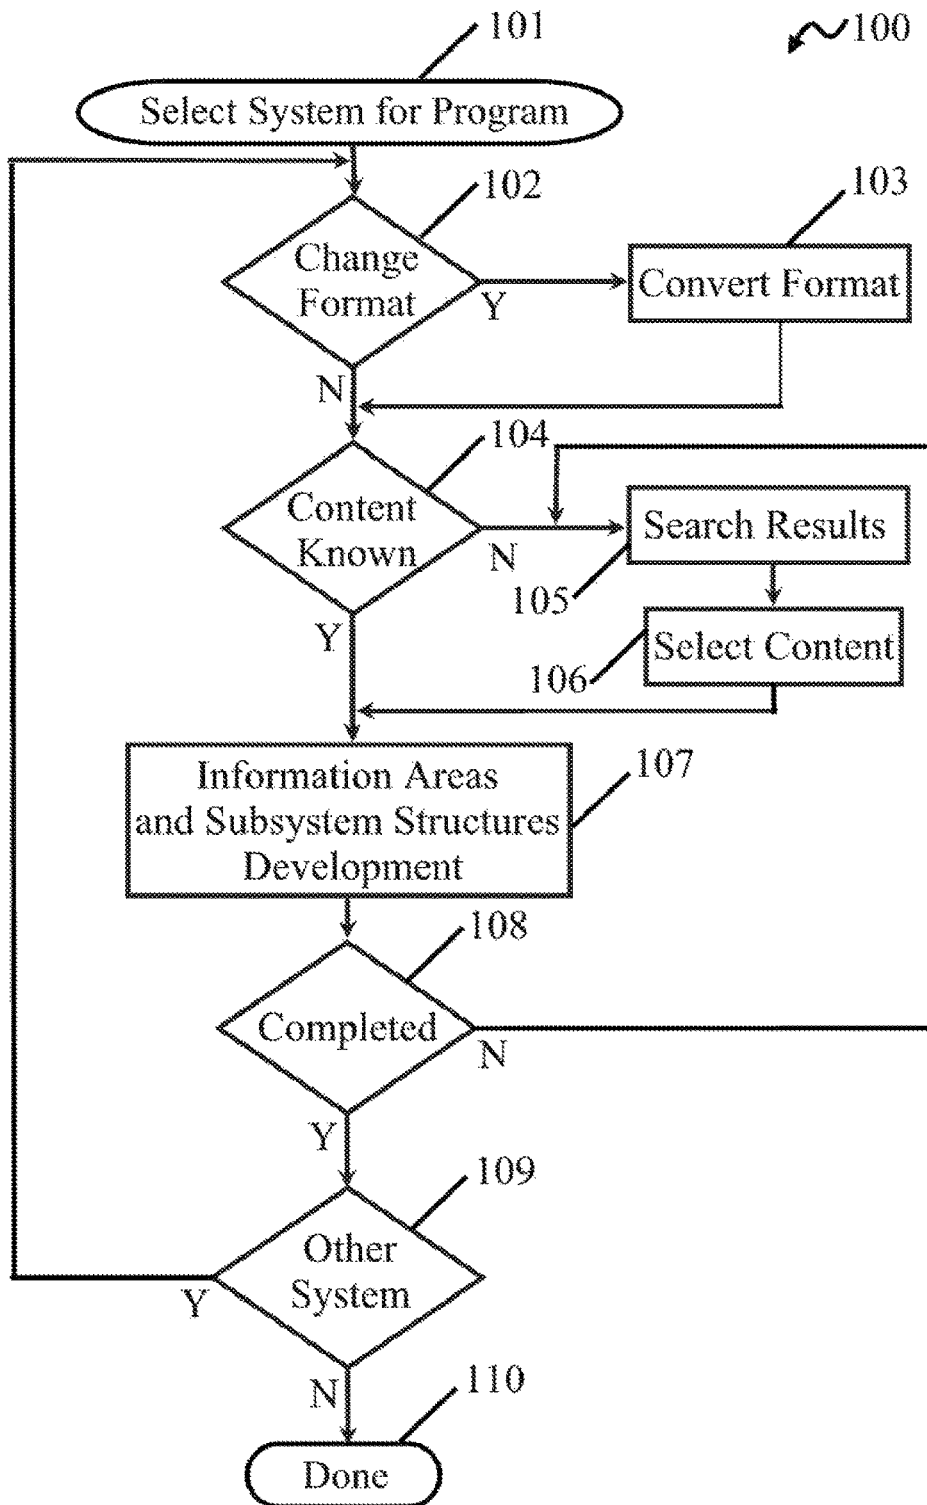 101
100
Select System for Program
102
103
Change
Format
Y
Convert Format
N
104
Content
Known
N
Search Results
105
Y
Select Content
106
Information Areas
and Subsystem Structures
Development
107
108
Completed
N
Y
109
Other
System
Y
N
110
Done